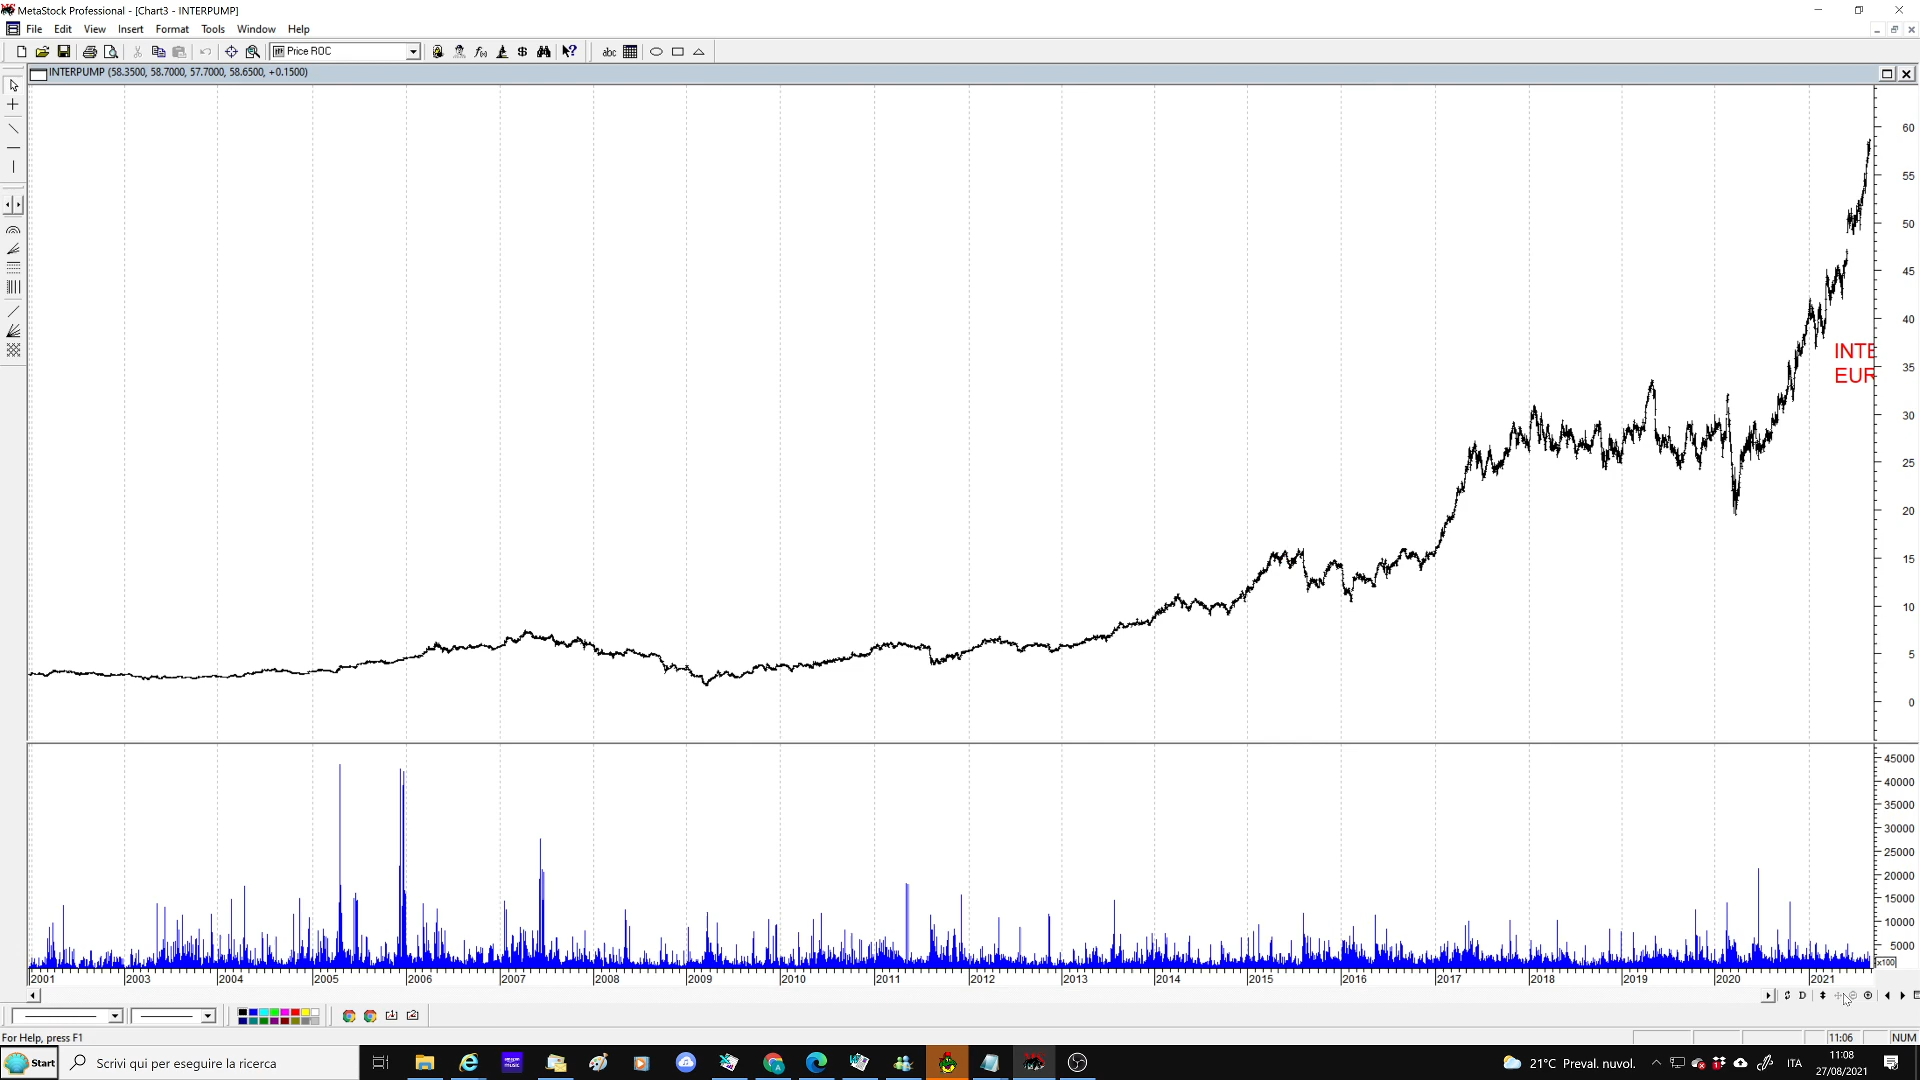 MetaStock Professional - [Chart3 - INTERPUMP]
File Edit View Insert Format Tools Window Help
Price ROC
abc
INTERPUMP (58.3500, 58.7000, 57.7000, 58.6500, +0.1500)
60
55
50
45
40
INTE
EUR
35
30
25
20
15
10
5
0
45000
40000
35000
30000
25000
20000
15000
10000
5000
x100
2001 2003 2004 2005 2006 2007 2008 2009 2010 2011 2012 2013 2014 2015 2016 2017 2018 2019 2020 2021
D
For Help, press F1
11:06 NUM
Start
Scrivi qui per eseguire la ricerca
amazon music
21°C Preval. nuvol.
ITA
11:08
27/08/2021